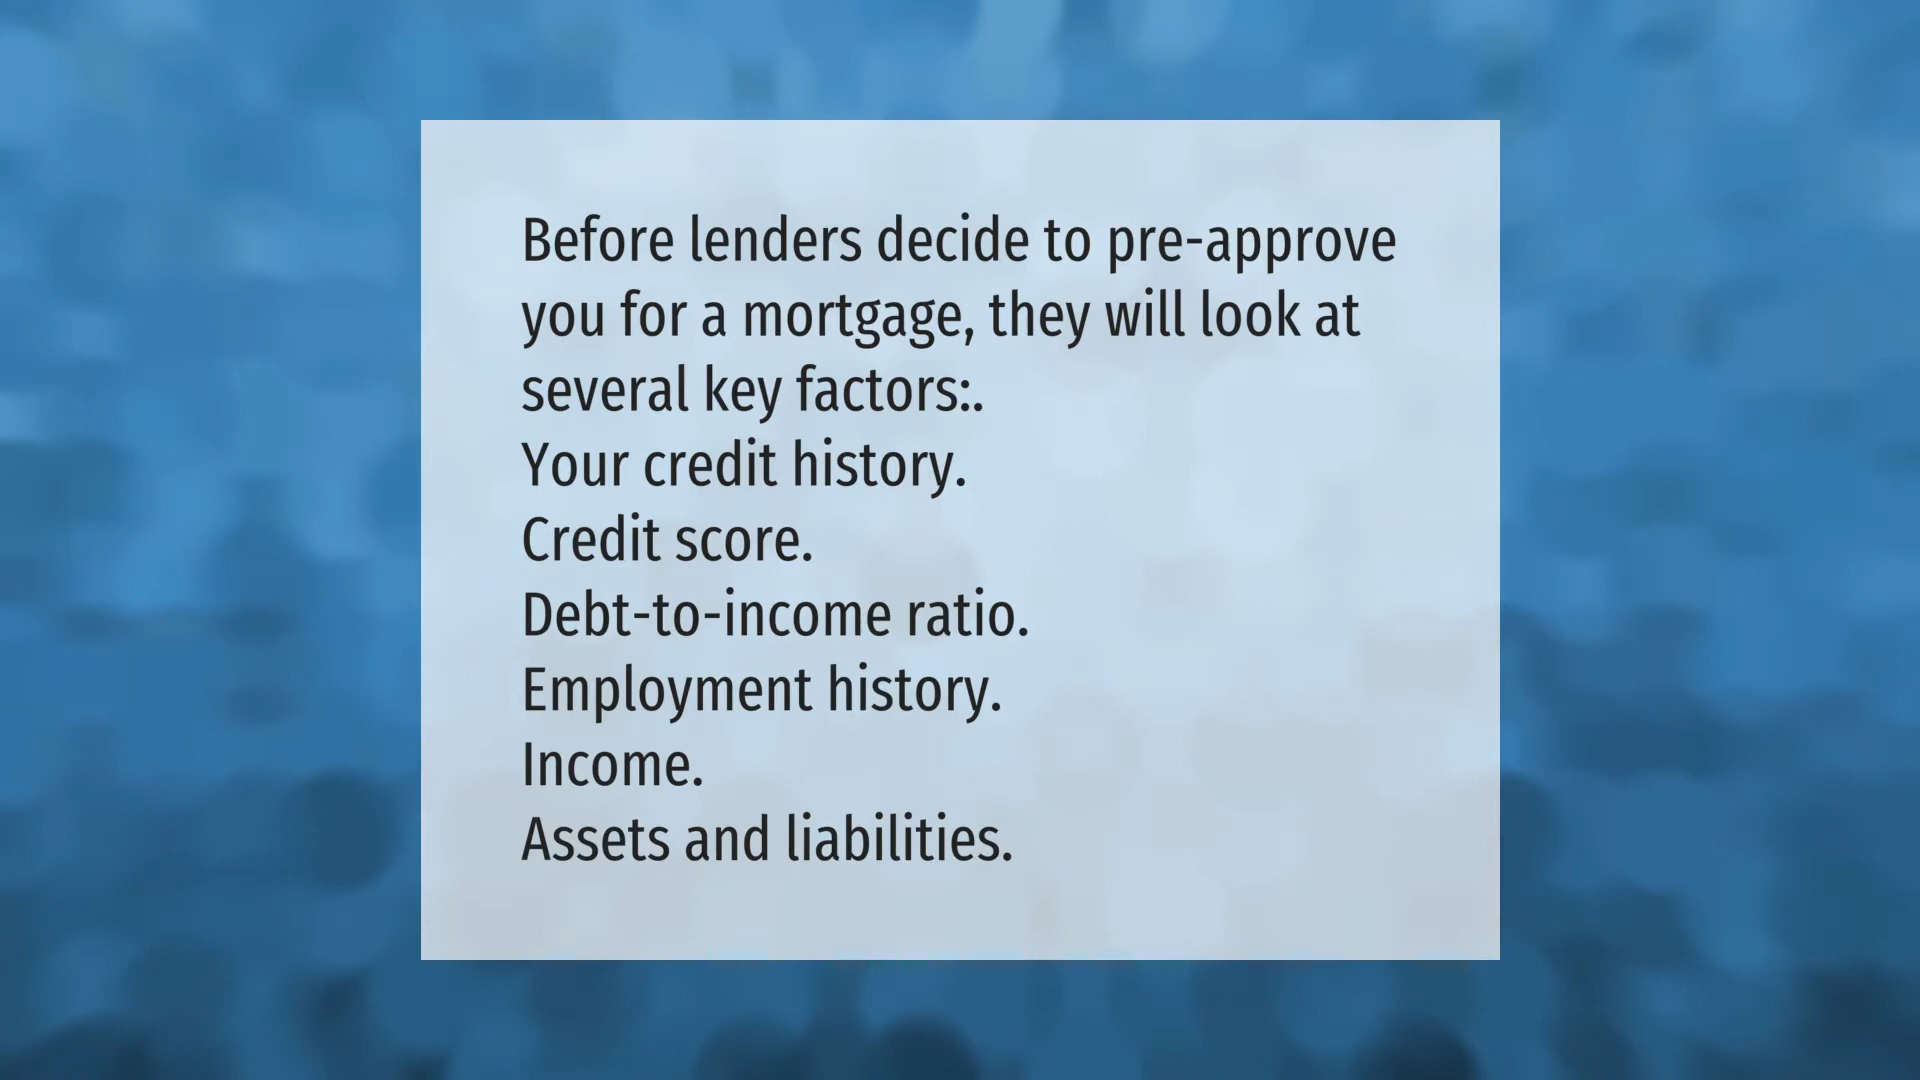 Before lenders decide to pre-approve
you for a mortgage, they will look at
several key factors:.
Your credit history.
Credit score.
Debt-to-income ratio.
Employment history.
Income.
Assets and liabilities.